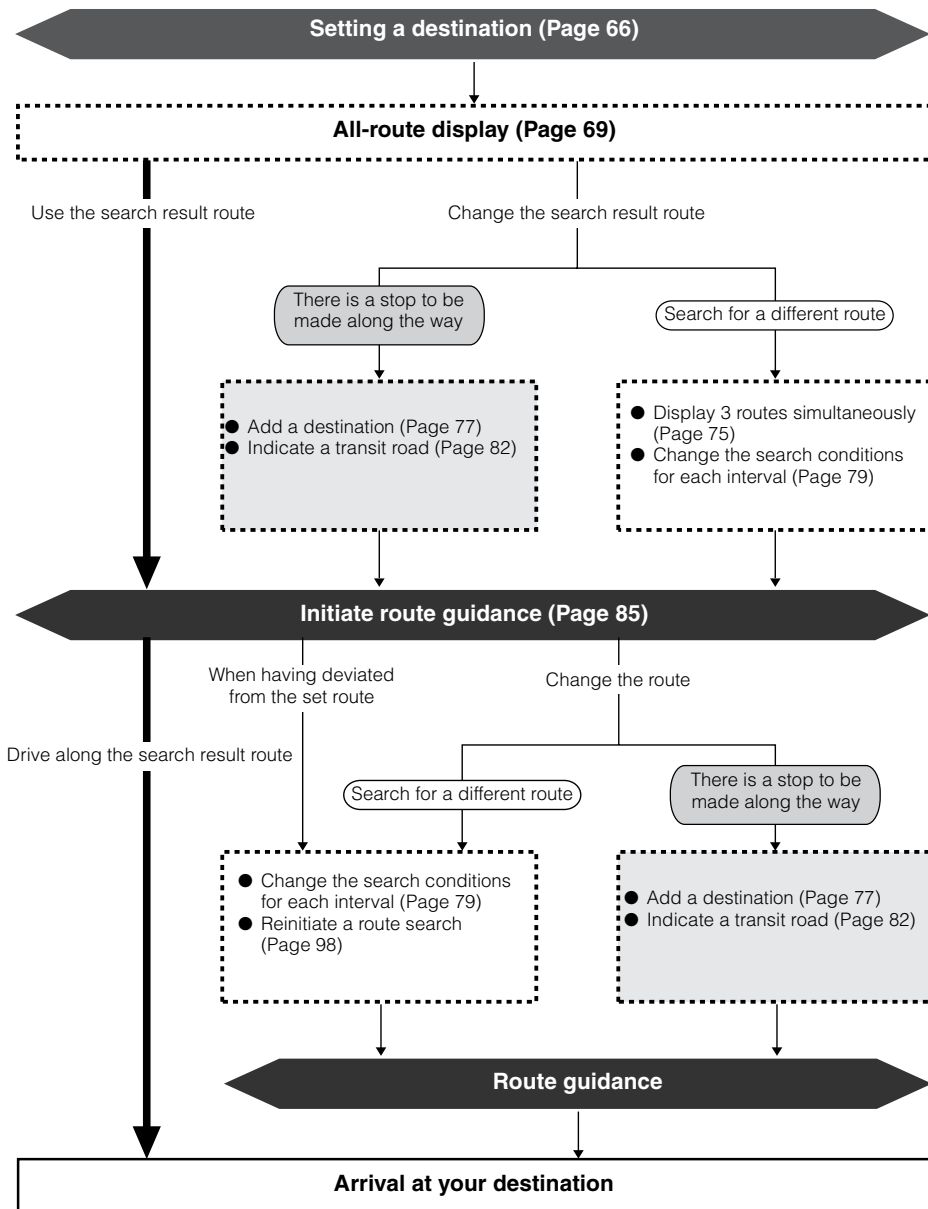 Setting a destination (Page 66)
All-route display (Page 69)
Use the search result route
Change the search result route
There is a stop to be
made along the way
Search for a different route
● Add a destination (Page 77)
● Indicate a transit road (Page 82)
● Display 3 routes simultaneously
(Page 75)
● Change the search conditions
for each interval (Page 79)
Initiate route guidance (Page 85)
When having deviated
from the set route
Change the route
Drive along the search result route
Search for a different route
There is a stop to be
made along the way
● Change the search conditions
for each interval (Page 79)
● Reinitiate a route search
(Page 98)
● Add a destination (Page 77)
● Indicate a transit road (Page 82)
Route guidance
Arrival at your destination